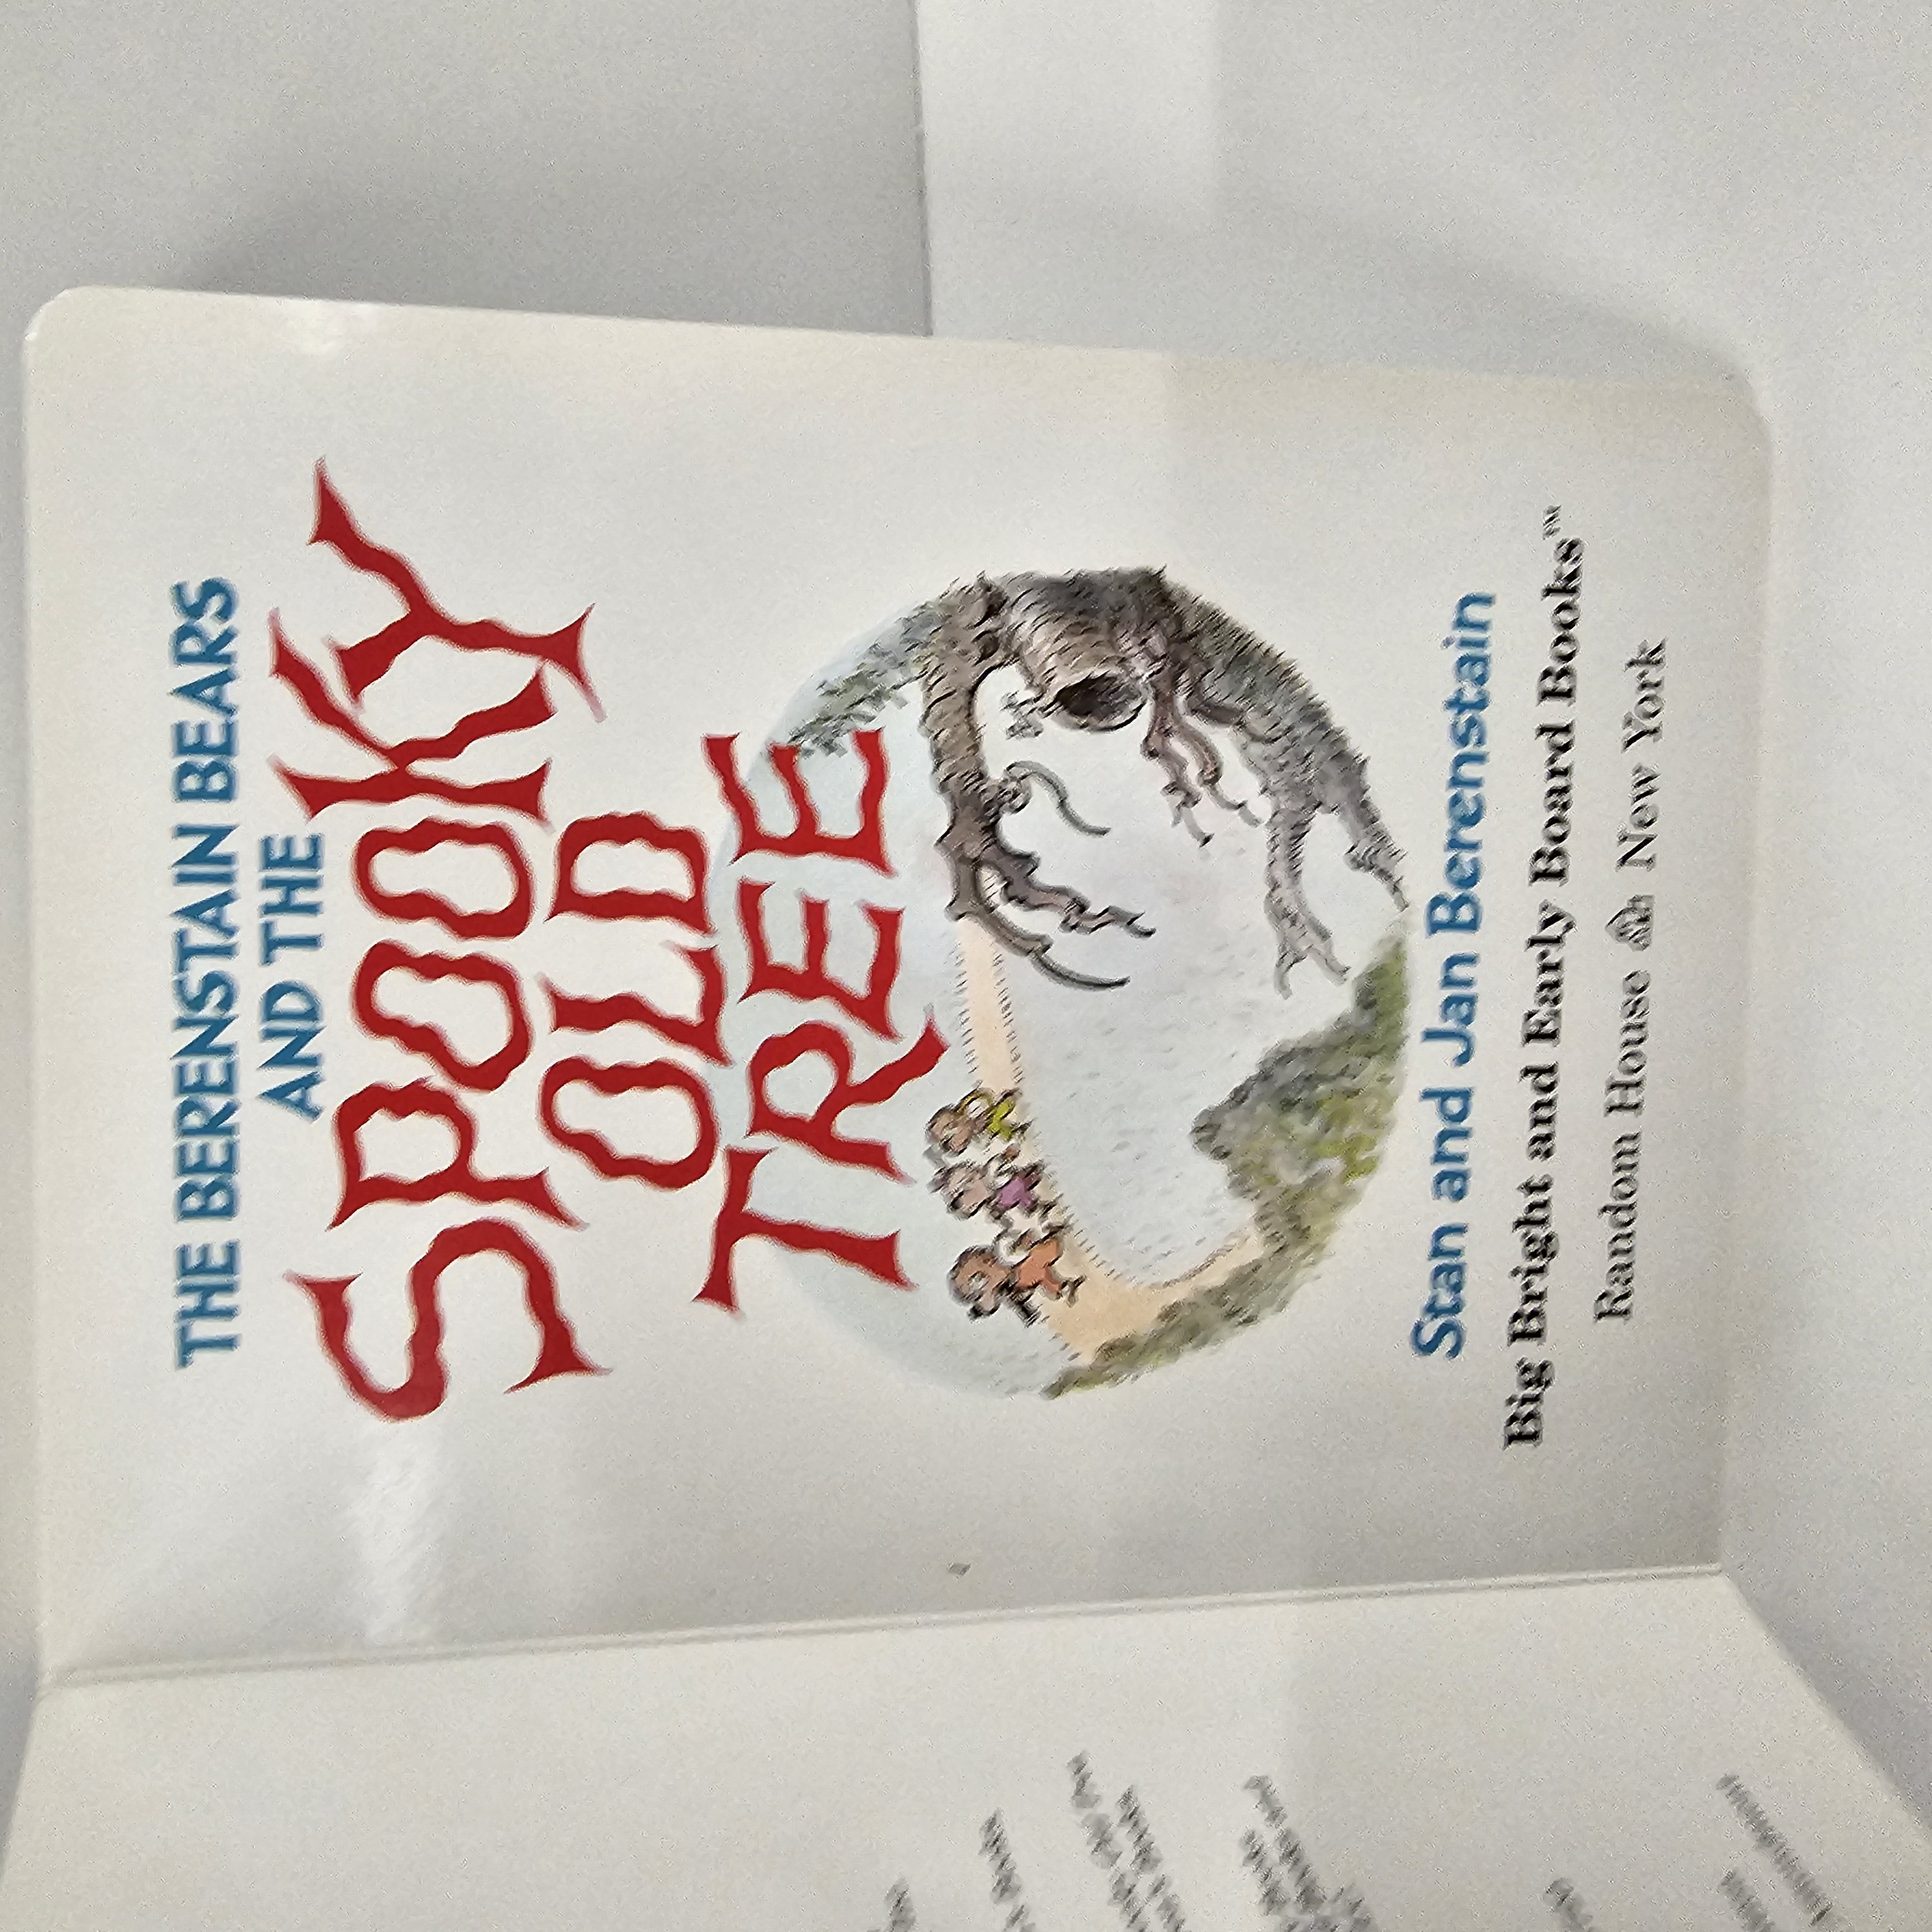 THE BERENSTAIN BEARS
AND THE
SPOOKY
OLD
TREE
Stan and Jan Berenstain
Big Bright and Early Board Books™
Random House New York